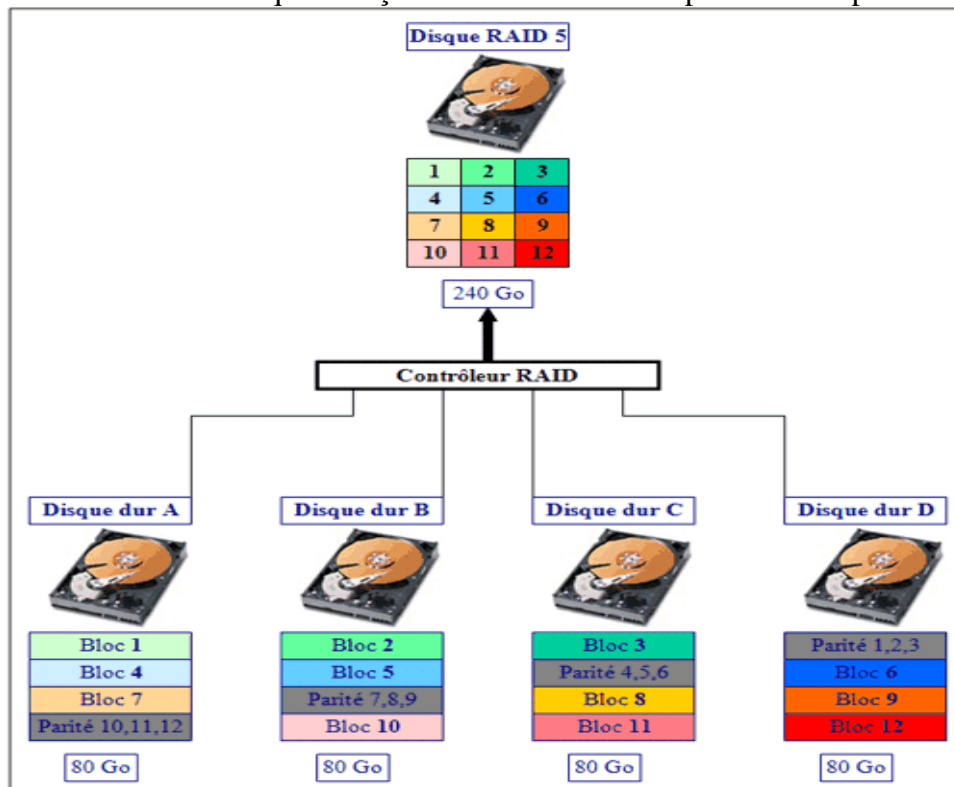 Disque RAID 5
1 2 3
4 5 6
7 8 9
10 11 12
240 Go
Contrôleur RAID
Disque dur A Disque dur B Disque dur C Disque dur D
Bloc 1 Bloc 2 Bloc 3 Parité 1,2,3
Bloc 4 Bloc 5 Parité 4,5,6 Bloc 6
Bloc 7 Parité 7,8,9 Bloc 8 Bloc 9
Parité 10,11,12 Bloc 10 Bloc 11 Bloc 12
80 Go 80 Go 80 Go 80 Go